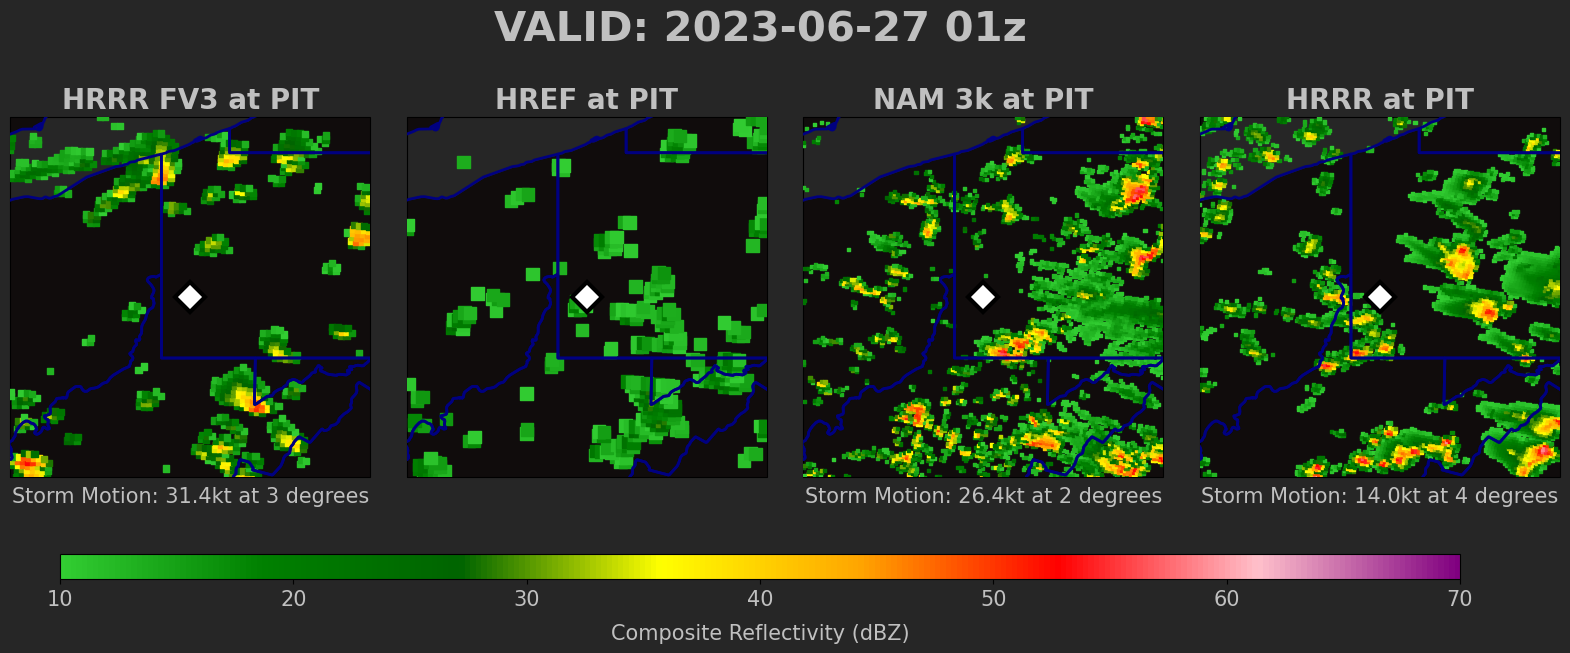 VALID: 2023-06-27 01z
HRRR FV3 at PIT
HREF at PIT
NAM 3k at PIT
HRRR at PIT
Storm Motion: 31.4kt at 3 degrees
Storm Motion: 26.4kt at 2 degrees
Storm Motion: 14.0kt at 4 degrees
10 20 30 40 50 60 70
Composite Reflectivity (dBZ)